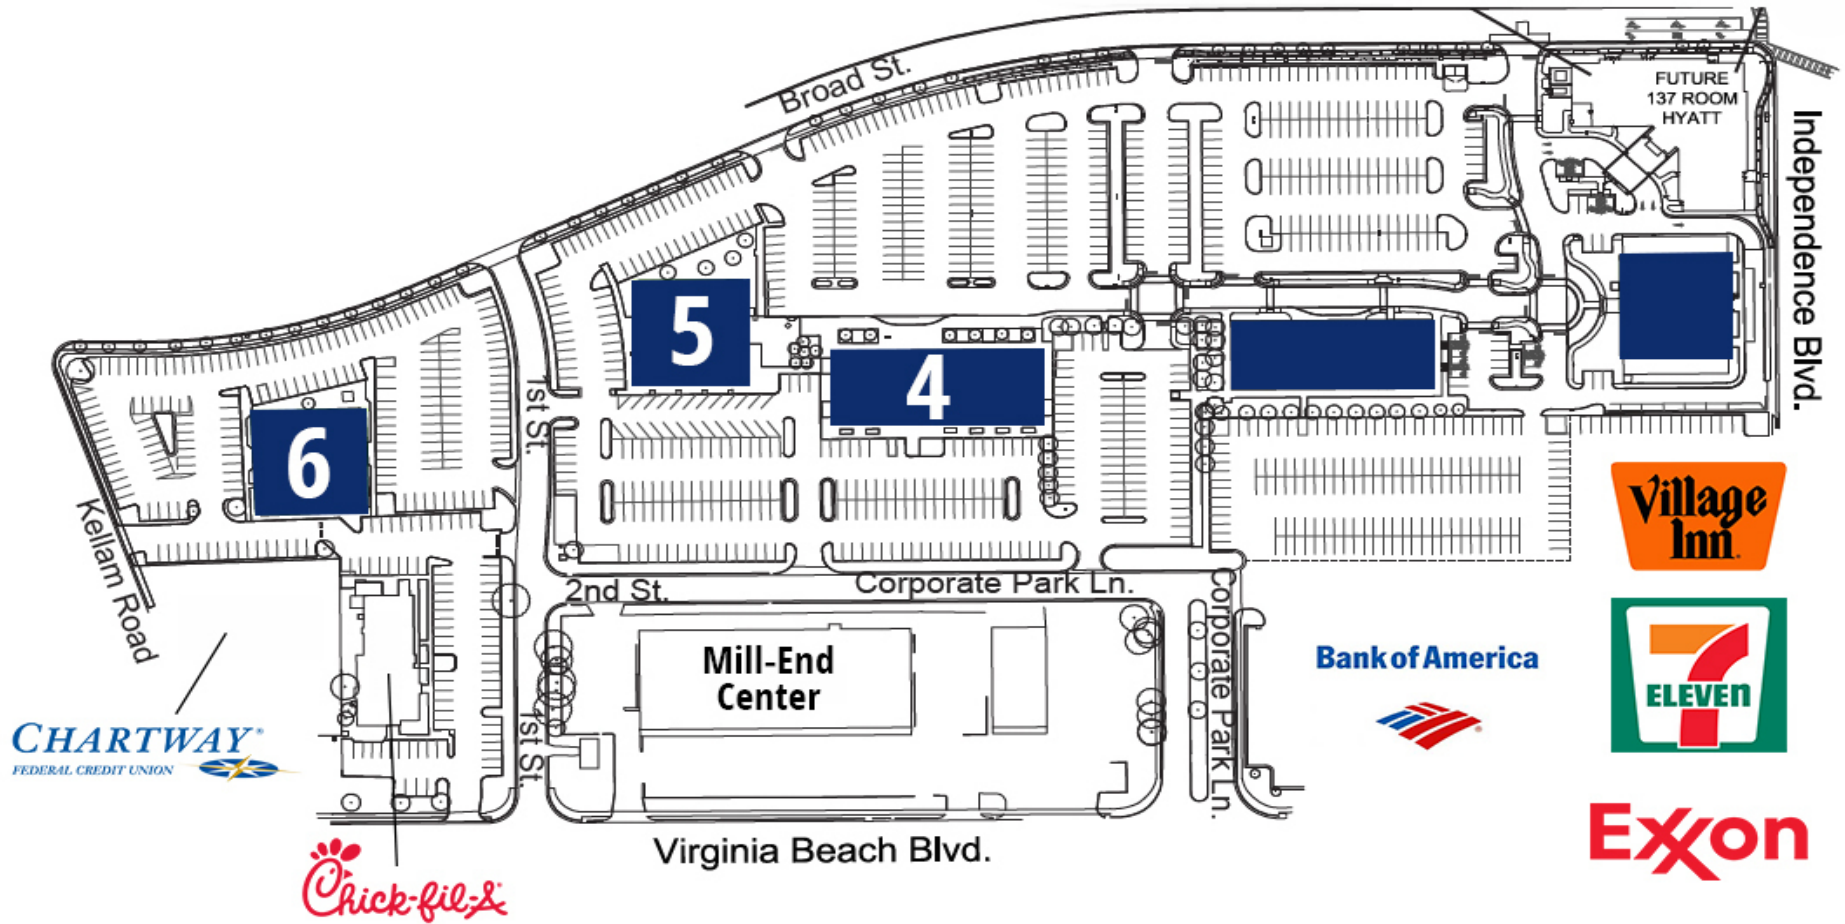 Broad St.
FUTURE
137 ROOM
HYATT
Independence Blvd.
5
4
6
1st St.
Kellam Road
2nd St.
Corporate Park Ln.
Village
Inn
Mill-End
Center
Corporate Park Ln.
Bank of America
7
ELEVEN
1st St.
CHARTWAY®
FEDERAL CREDIT UNION
Exxon
Virginia Beach Blvd.
Chick-fil-A